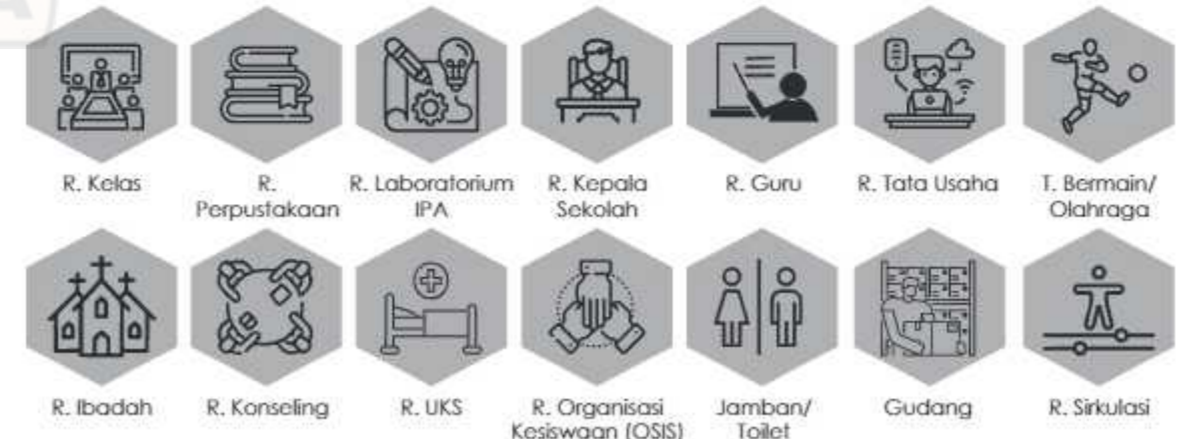 R. Kelas
R. Perpustakaan
R. Laboratorium IPA
R. Kepala Sekolah
R. Guru
R. Tata Usaha
T. Bermain/ Olahraga
R. Ibadah
R. Konseling
R. UKS
R. Organisasi Kesiswaan (OSIS)
Jamban/ Toilet
Gudang
R. Sirkulasi